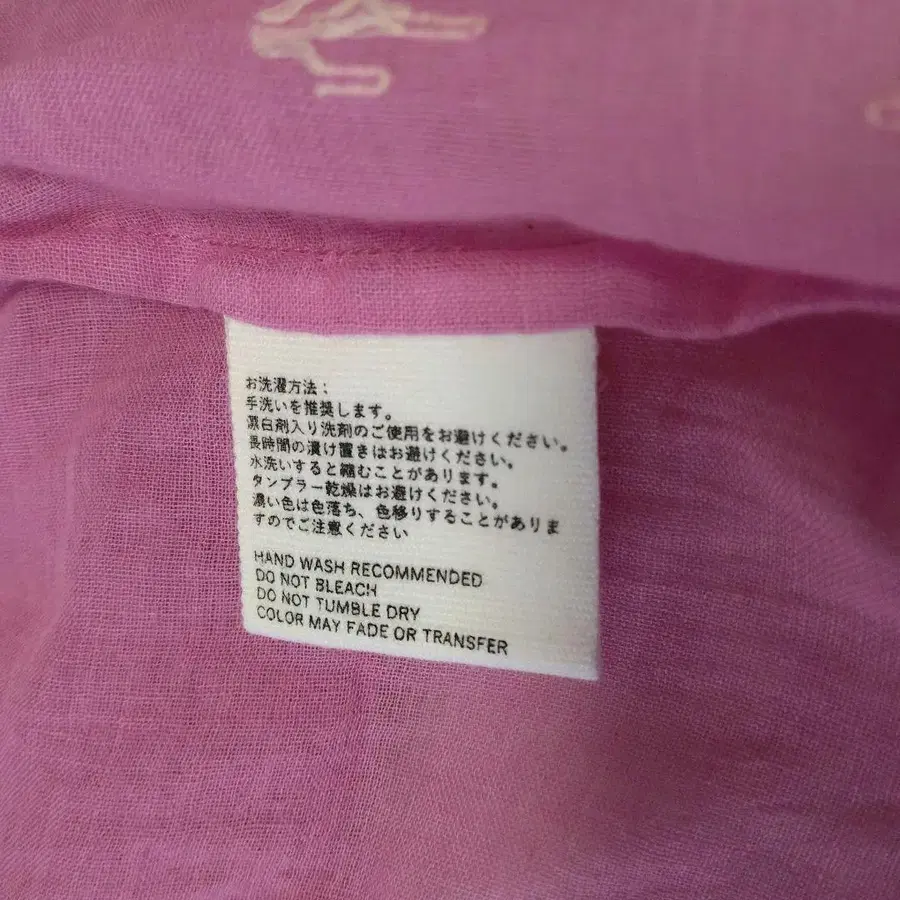 お洗濯方法：
手洗いを推奨します。
漂白剤入り洗剤のご使用をお避けください。
長時間の漬け置きはお避けください。
水洗いすると縮むことがあります。
タンブラー乾燥はお避けください。
濃い色は色落ち、色移りすることがありま
すのでご注意ください
HAND WASH RECOMMENDED
DO NOT BLEACH
DO NOT TUMBLE DRY
COLOR MAY FADE OR TRANSFER